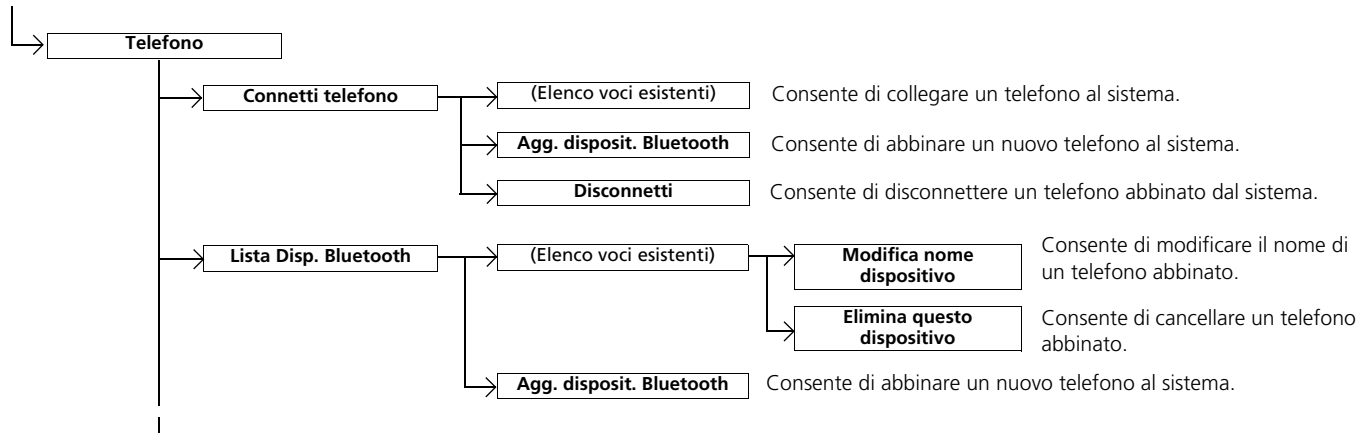 Telefono
Connetti telefono
(Elenco voci esistenti)
Consente di collegare un telefono al sistema.
Agg. disposit. Bluetooth
Consente di abbinare un nuovo telefono al sistema.
Disconnetti
Consente di disconnettere un telefono abbinato dal sistema.
Lista Disp. Bluetooth
(Elenco voci esistenti)
Modifica nome
dispositivo
Consente di modificare il nome di
un telefono abbinato.
Elimina questo
dispositivo
Consente di cancellare un telefono
abbinato.
Agg. disposit. Bluetooth
Consente di abbinare un nuovo telefono al sistema.